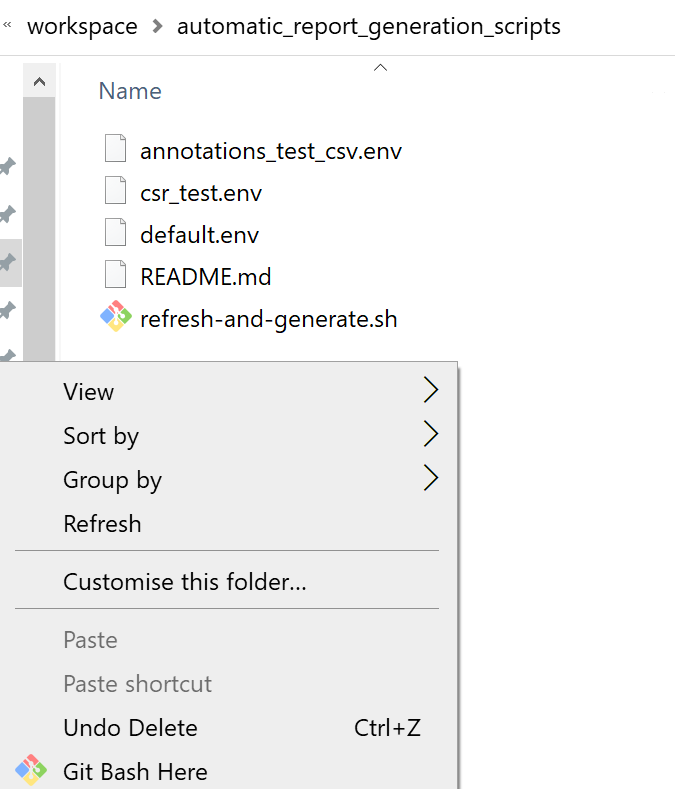 « workspace > automatic_report_generation_scripts
Name
annotations_test_csv.env
csr_test.env
default.env
README.md
refresh-and-generate.sh
View
Sort by
Group by
Refresh
Customise this folder...
Paste
Paste shortcut
Undo Delete Ctrl+Z
Git Bash Here